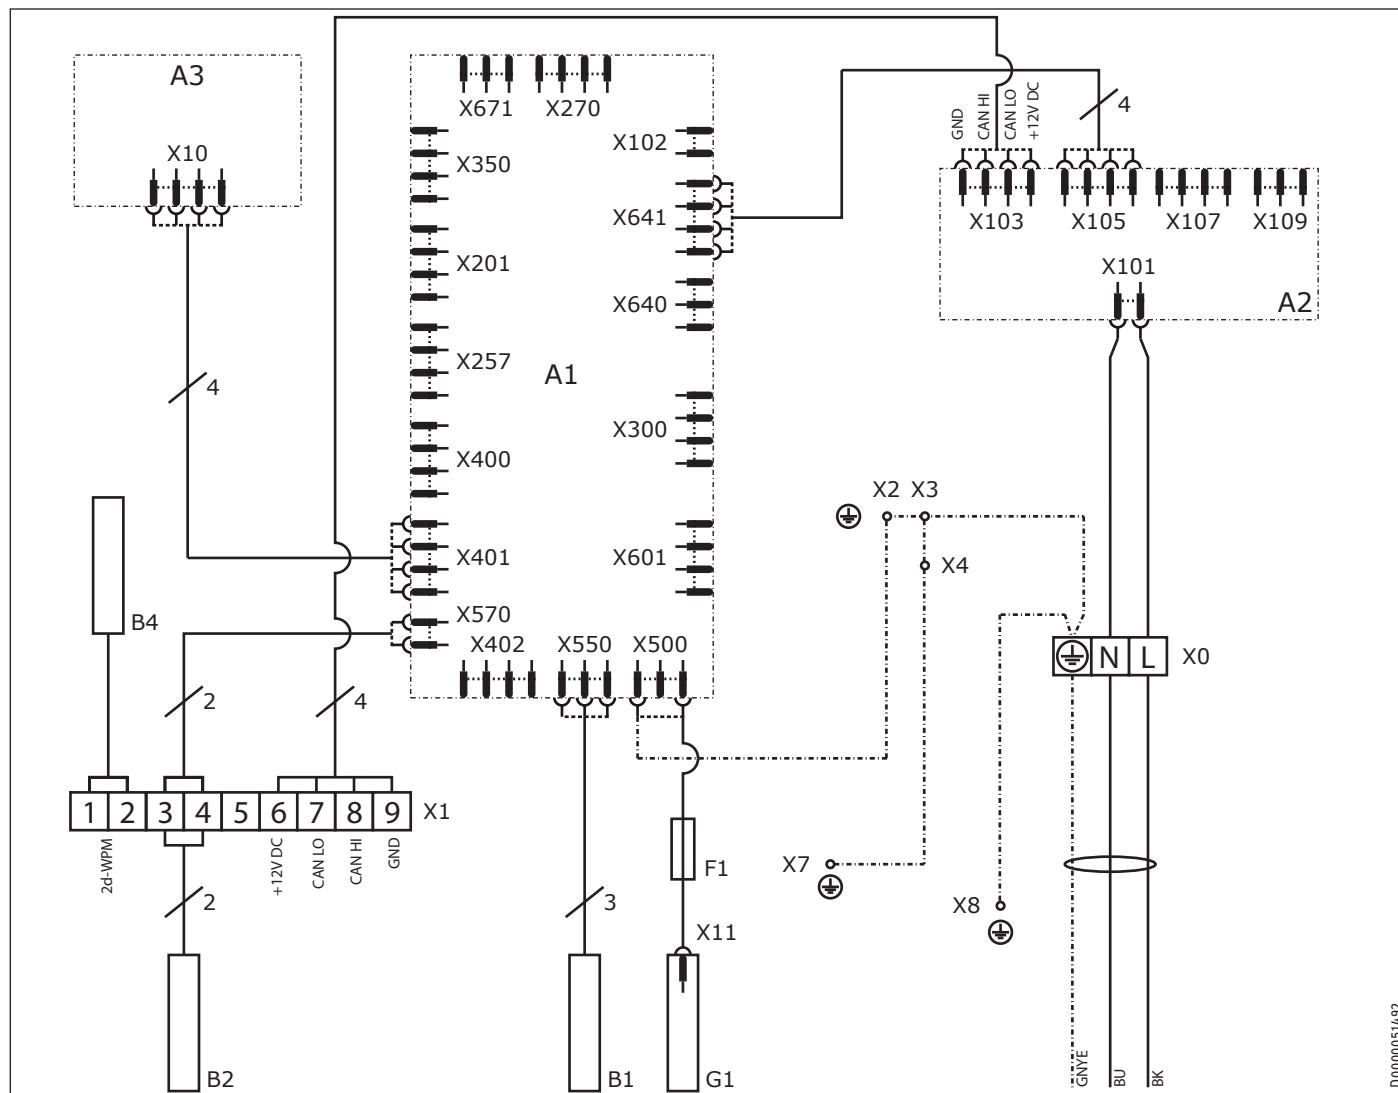 A3
X10
4
X671 X270
X350
X102
X201
X641
X257
X640
A1
X400
X300
X401
X601
X570
X402 X550 X500
GND
CAN HI
CAN LO
+12V DC
4
X103 X105 X107 X109
X101
A2
B4
2
4
X2 X3
X4
N L X0
1 2 3 4 5 6 7 8 9 X1
2d-WPM
+12V DC
CAN LO
CAN HI
GND
2
3
F1
X7
X11
X8
B2
B1
G1
GNYE
BU
BK
D0000051492